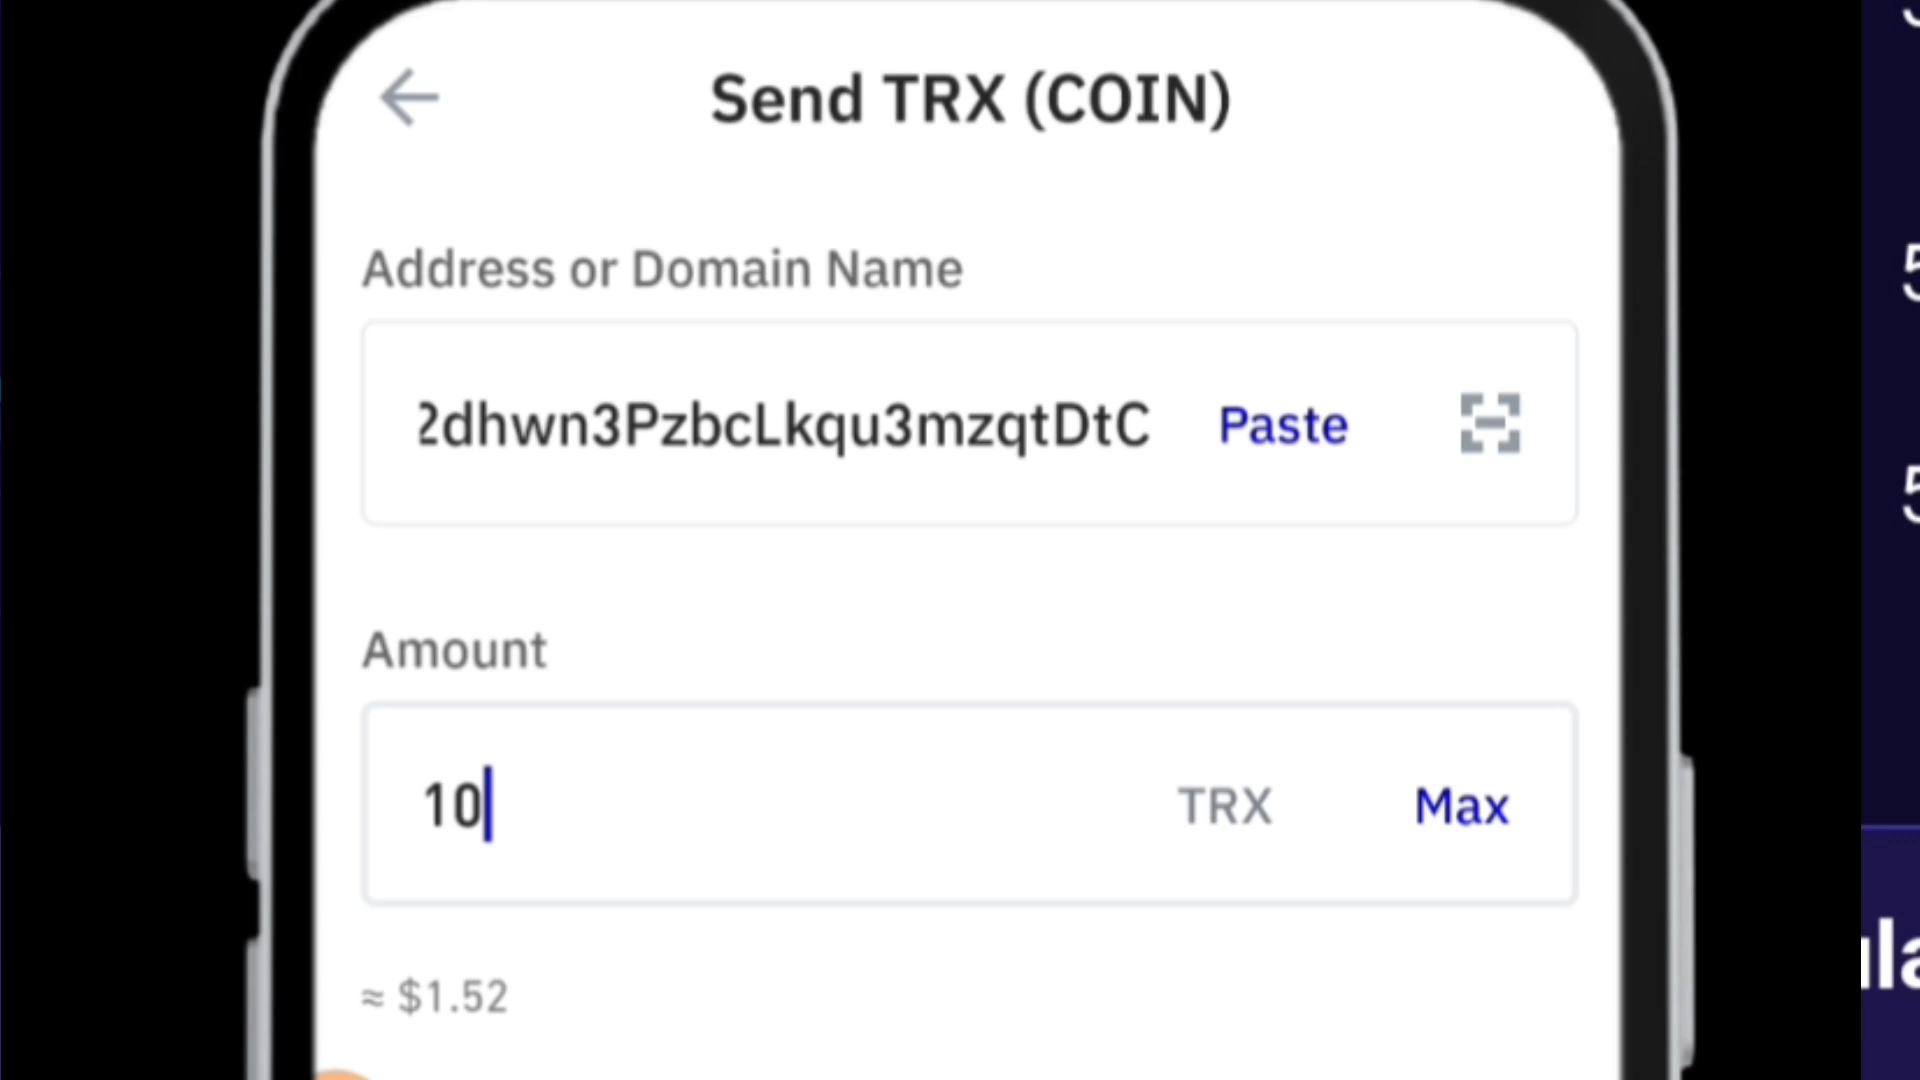 Send TRX (COIN)
Address or Domain Name
2dhwn3PzbcLkqu3mzqtDtC Paste
Amount
10 TRX Max
≈ $1.52